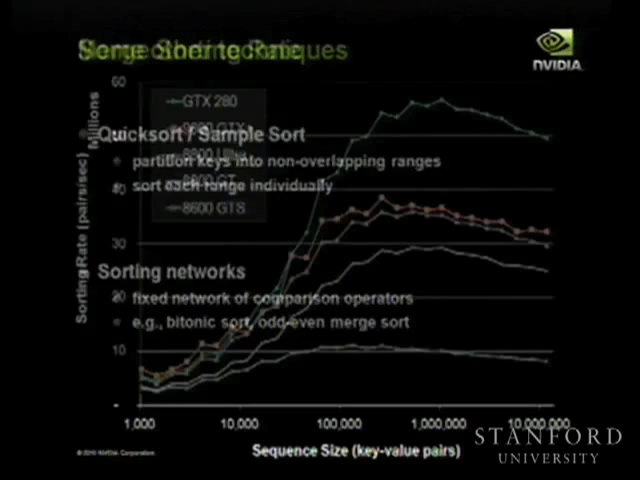 NVIDIA
60
Millions
GTX 280
Quicksort / Sample Sort
partition keys into non-overlapping ranges
40
sort each range individually
8600 GTS
Sorting Rate (pairs/sec)
30
Sorting networks
20
fixed network of comparison operators
e.g., bitonic sort, odd-even merge sort
10
-
1,000
10,000
100,000
1,000,000
10,000,000
Sequence Size (key-value pairs)
© 2010 NVIDIA Corporation
STANFORD
UNIVERSITY